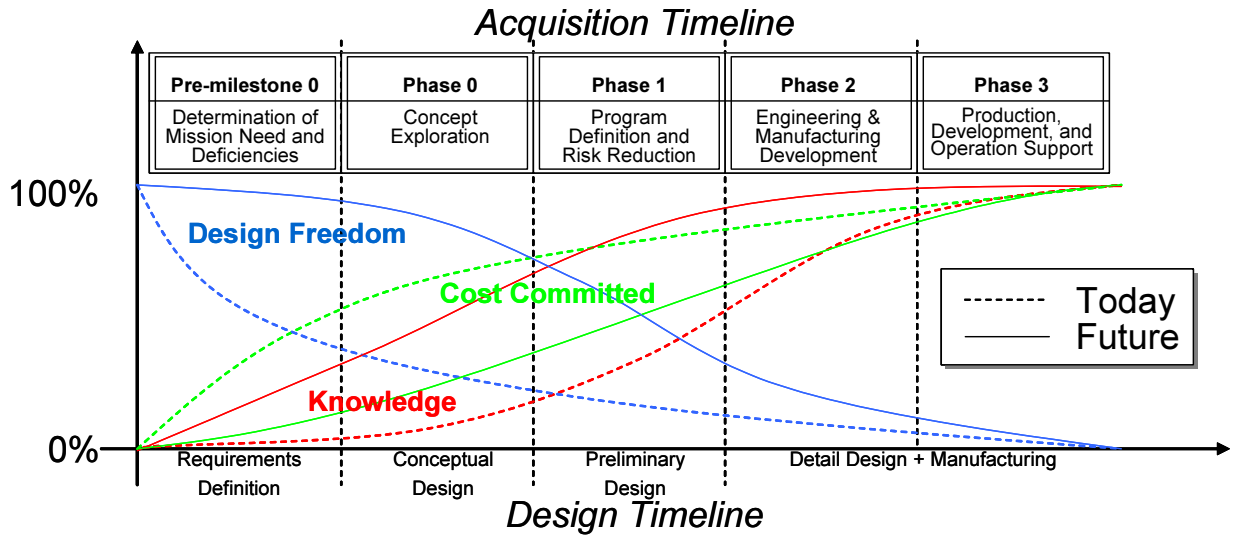 Acquisition Timeline
Pre-milestone 0
Phase 0
Phase 1
Phase 2
Phase 3
Determination of
Mission Need and
Deficiencies
Concept
Exploration
Program
Definition and
Risk Reduction
Engineering &
Manufacturing
Development
Production,
Development, and
Operation Support
100%
Design Freedom
Cost Committed
Knowledge
Today
Future
0%
Requirements
Definition
Conceptual
Design
Preliminary
Design
Detail Design + Manufacturing
Design Timeline